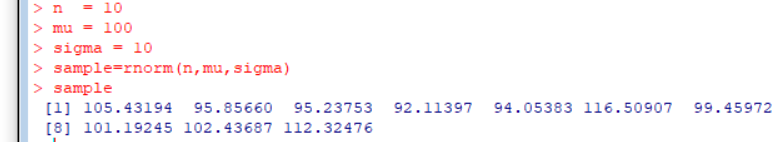 > n  = 10
> mu = 100
> sigma = 10
> sample=rnorm(n,mu,sigma)
> sample
 [1] 105.43194  95.85660  95.23753  92.11397  94.05383 116.50907  99.45972
 [8] 101.19245 102.43687 112.32476